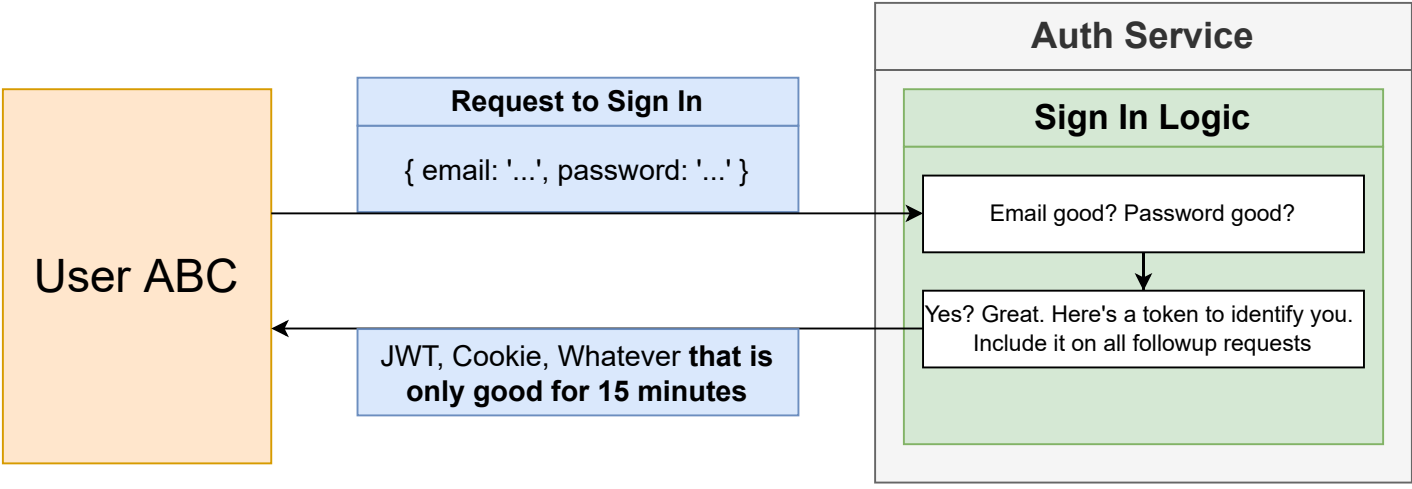 Auth Service
Request to Sign In
Sign In Logic
{ email: '...', password: '...' }
Email good? Password good?
User ABC
Yes? Great. Here's a token to identify you.
Include it on all followup requests
JWT, Cookie, Whatever that is
only good for 15 minutes